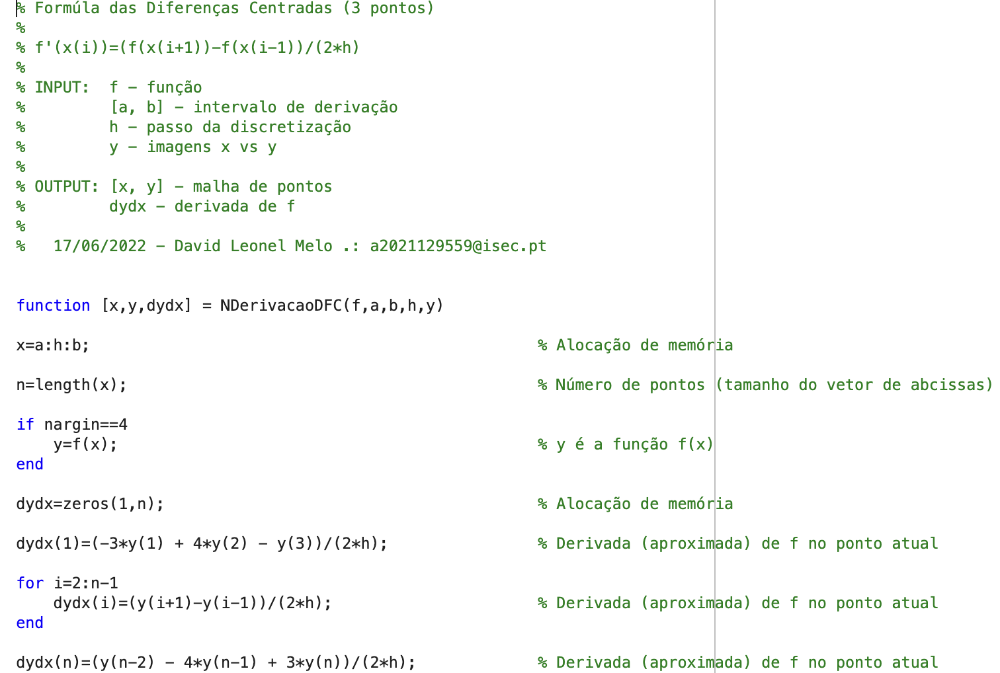 % Formúla das Diferenças Centradas (3 pontos)
%
% f'(x(i))=(f(x(i+1))-f(x(i-1))/(2*h)
%
% INPUT:  f - função
%         [a, b] - intervalo de derivação
%         h - passo da discretização
%         y - imagens x vs y
%
% OUTPUT: [x, y] - malha de pontos
%         dydx - derivada de f
%
%   17/06/2022 - David Leonel Melo .: a2021129559@isec.pt
function [x,y,dydx] = NDerivacaoDFC(f,a,b,h,y)
x=a:h:b; % Alocação de memória
n=length(x); % Número de pontos (tamanho do vetor de abcissas)
if nargin==4
    y=f(x); % y é a função f(x)
end
dydx=zeros(1,n); % Alocação de memória
dydx(1)=(-3*y(1) + 4*y(2) - y(3))/(2*h); % Derivada (aproximada) de f no ponto atual
for i=2:n-1
    dydx(i)=(y(i+1)-y(i-1))/(2*h); % Derivada (aproximada) de f no ponto atual
end
dydx(n)=(y(n-2) - 4*y(n-1) + 3*y(n))/(2*h); % Derivada (aproximada) de f no ponto atual